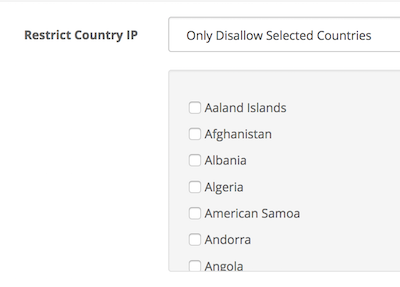 Restrict Country IP
Only Disallow Selected Countries
Aaland Islands
Afghanistan
Albania
Algeria
American Samoa
Andorra
Angola